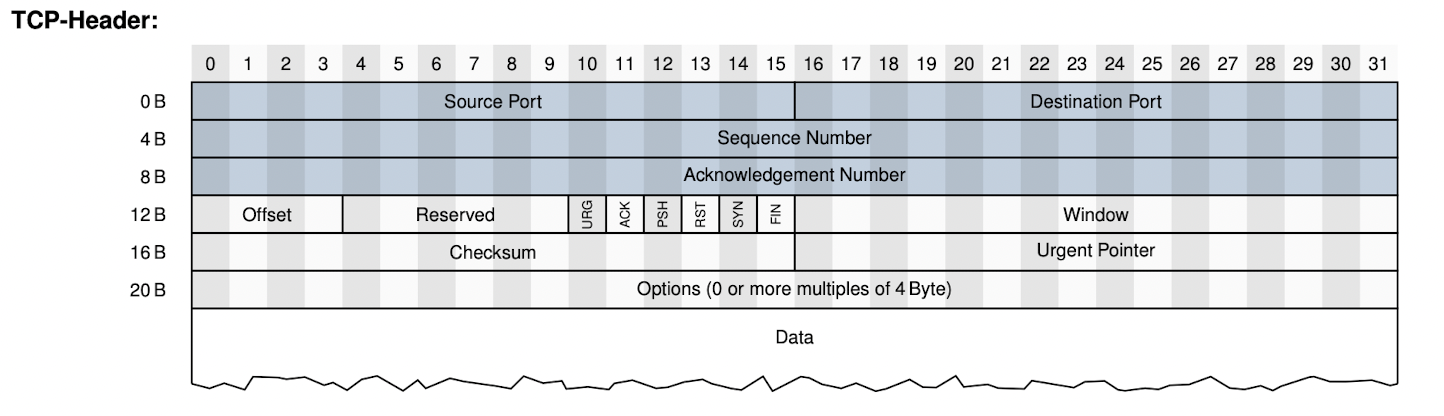 TCP-Header:
0 1 2 3 4 5 6 7 8 9 10 11 12 13 14 15 16 17 18 19 20 21 22 23 24 25 26 27 28 29 30 31
0 B Source Port Destination Port
4 B Sequence Number
8 B Acknowledgement Number
12 B Offset Reserved URG ACK PSH RST SYN FIN Window
16 B Checksum Urgent Pointer
20 B Options (0 or more multiples of 4 Byte)
Data